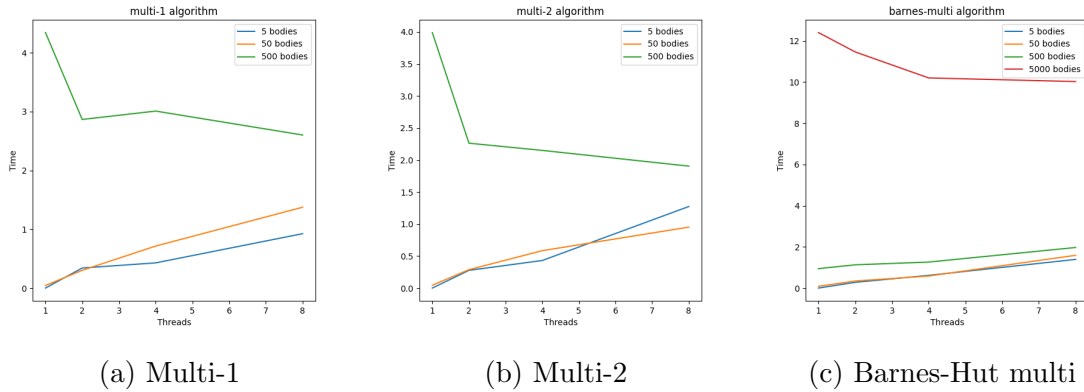 multi-1 algorithm
5 bodies
50 bodies
500 bodies
4
3
2
1
0
Time
1
2
3
4
5
6
7
8
Threads
(a) Multi-1
multi-2 algorithm
5 bodies
50 bodies
500 bodies
4.0
3.5
3.0
2.5
2.0
1.5
1.0
0.5
0.0
Time
1
2
3
4
5
6
7
8
Threads
(b) Multi-2
barnes-multi algorithm
5 bodies
50 bodies
500 bodies
5000 bodies
12
10
8
6
4
2
0
Time
1
2
3
4
5
6
7
8
Threads
(c) Barnes-Hut multi